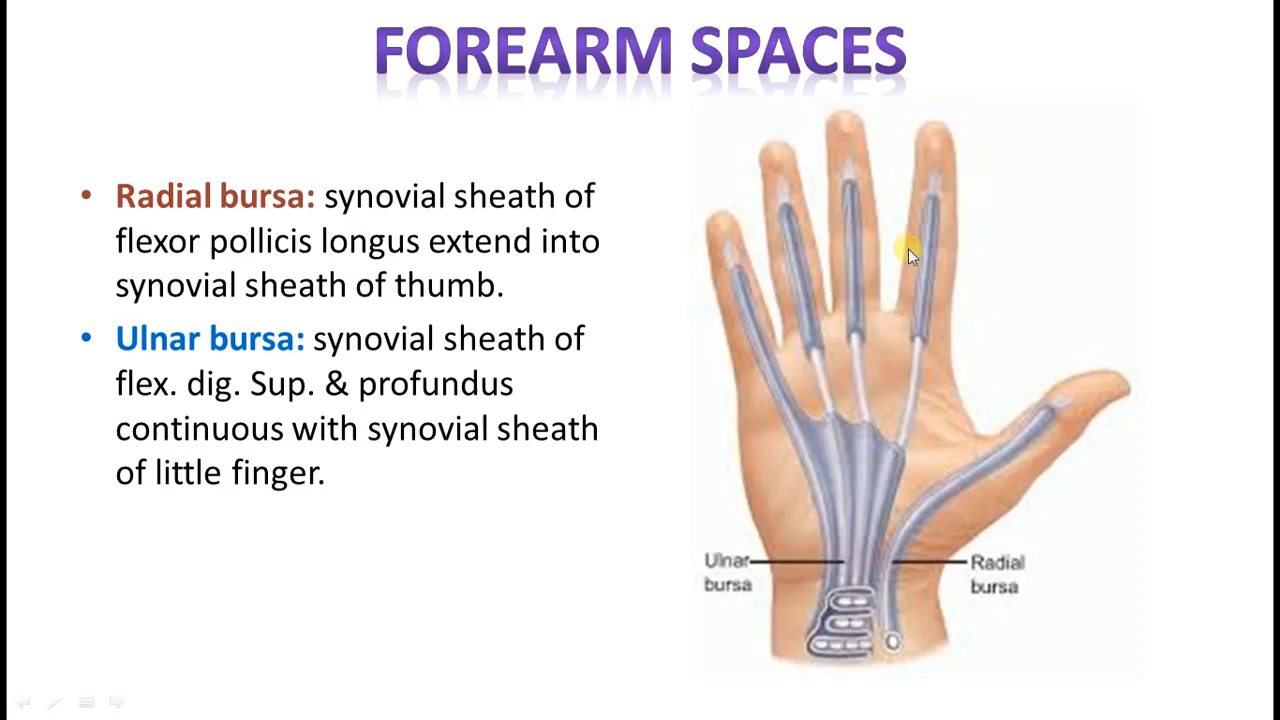 FOREARM SPACES
• Radial bursa: synovial sheath of
flexor pollicis longus extend into
synovial sheath of thumb.
• Ulnar bursa: synovial sheath of
flex. dig. Sup. & profundus
continuous with synovial sheath
of little finger.
Ulnar
bursa
Radial
bursa